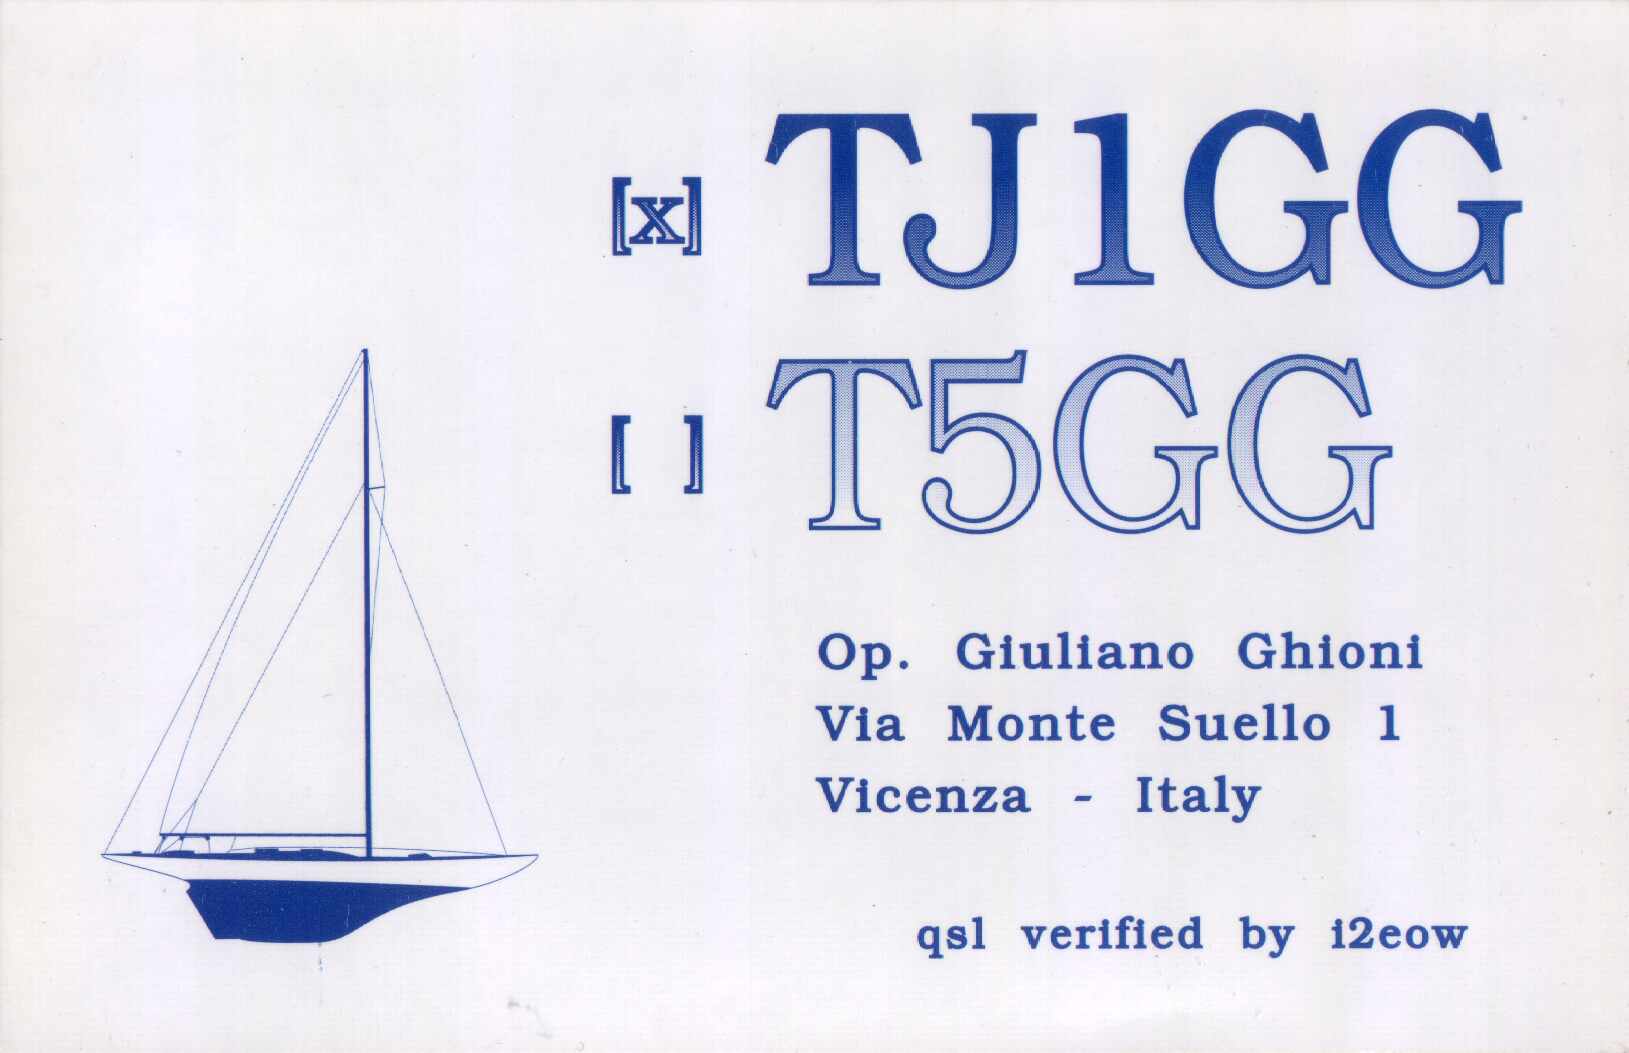 [x] TJ1GG
[ ] T5GG
Op. Giuliano Ghioni
Via Monte Suello 1
Vicenza - Italy
qsl verified by i2eow